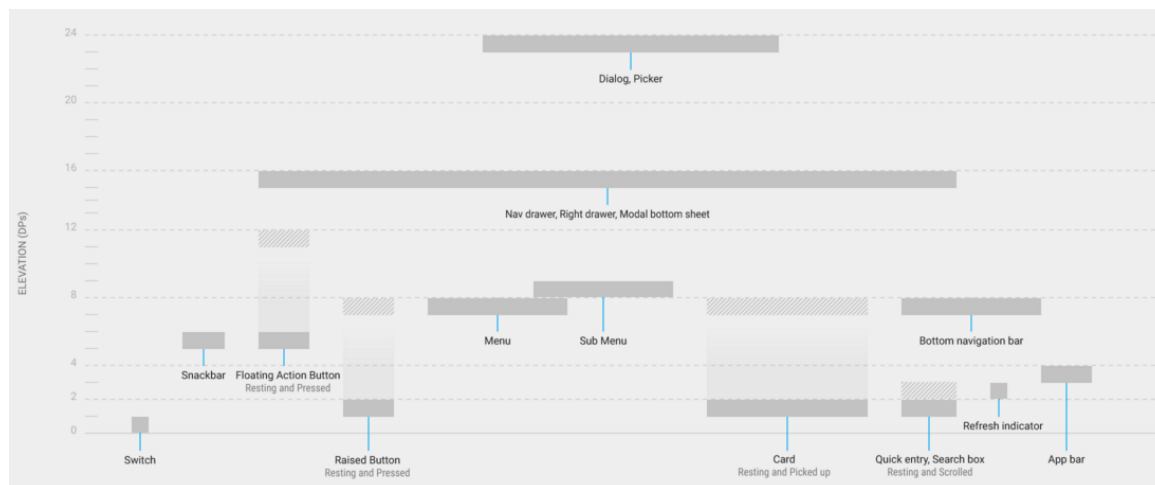 24
Dialog, Picker
20
16
Nav drawer, Right drawer, Modal bottom sheet
ELEVATION (DPs)
12
8
Menu
Sub Menu
Bottom navigation bar
4
Snackbar
Floating Action Button
Resting and Pressed
2
Refresh indicator
0
Switch
Raised Button
Resting and Pressed
Card
Resting and Picked up
Quick entry, Search box
Resting and Scrolled
App bar